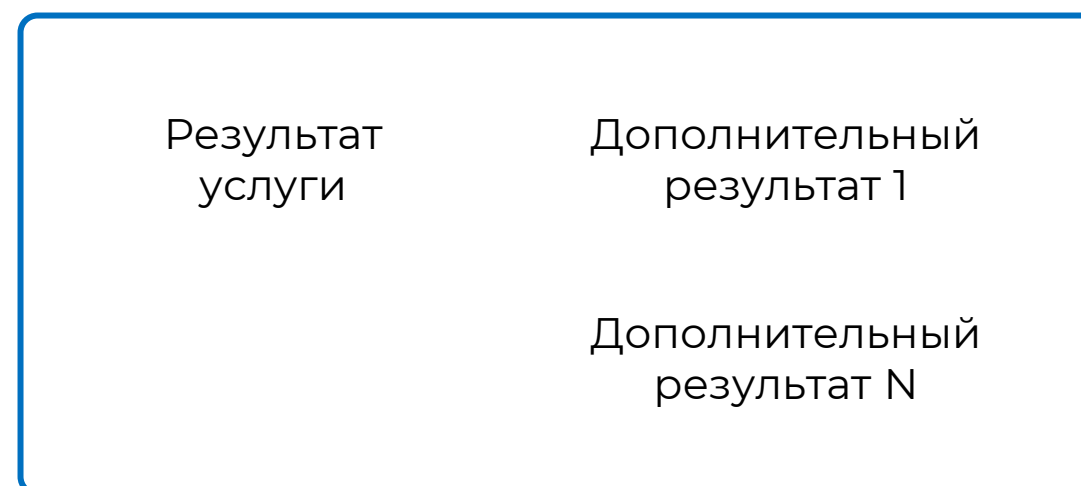 Результат
услуги
Дополнительный
результат 1
Дополнительный
результат N